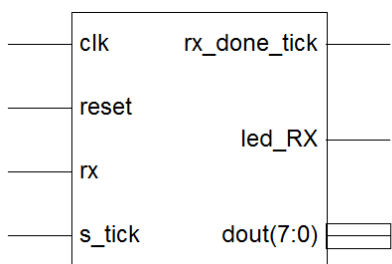 clk rx_done_tick
reset
led_RX
rx
s_tick dout(7:0)